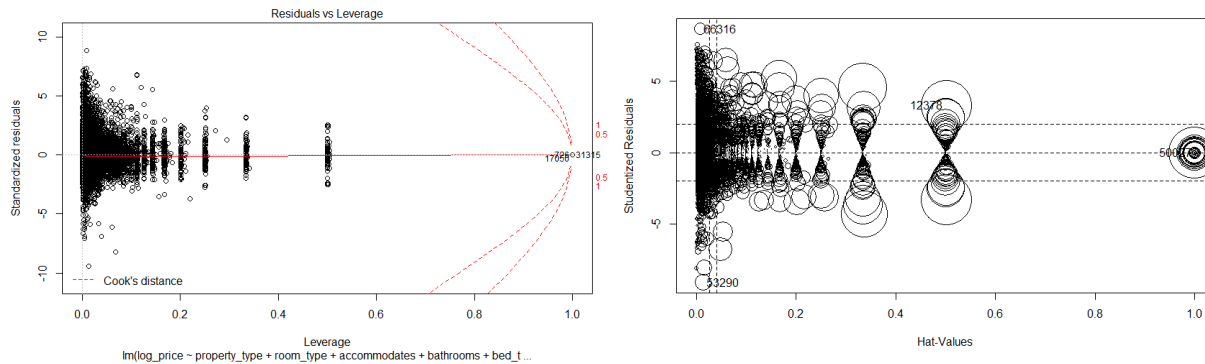 Residuals vs Leverage
10
5
0
-5
-10
Standardized residuals
1
0.5
31315
17050
0.5
1
Cook's distance
0.0 0.2 0.4 0.6 0.8 1.0
Leverage
lm(log_price ~ property_type + room_type + accommodates + bathrooms + bed_t ...
66316
12378
500
53290
5
0
-5
Studentized Residuals
0.0 0.2 0.4 0.6 0.8 1.0
Hat-Values